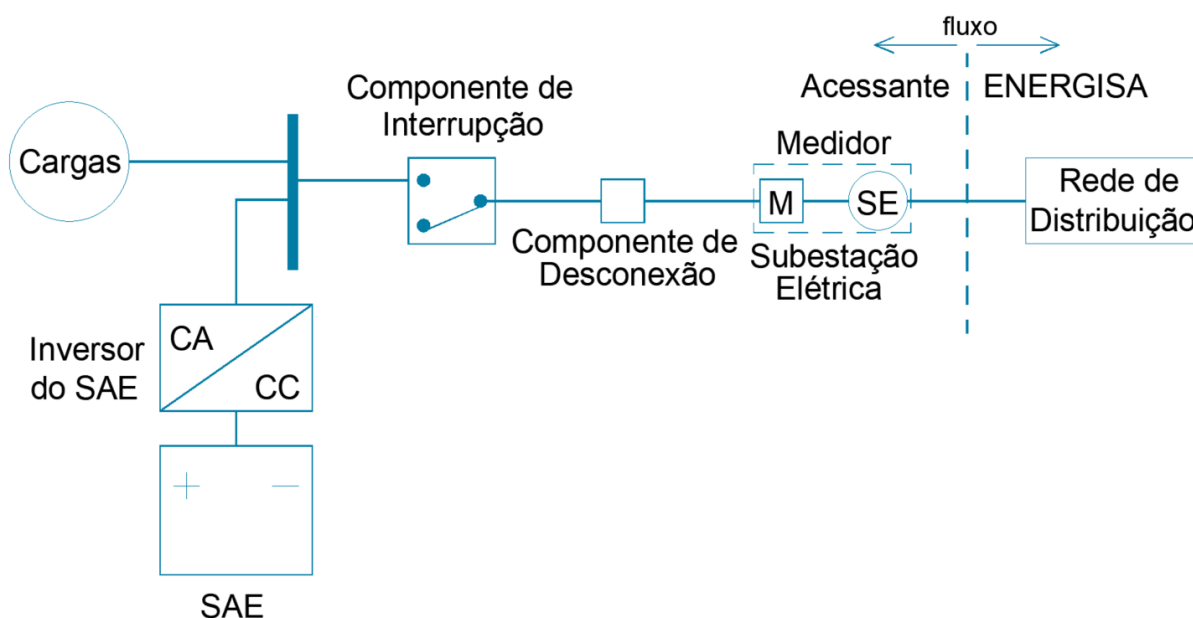 fluxo
Acessante
ENERGISA
Componente de
Interrupção
Medidor
Cargas
M
SE
Rede de
Distribuição
Componente de
Desconexão
Subestação
Elétrica
Inversor
do SAE
CA
CC
+ −
SAE